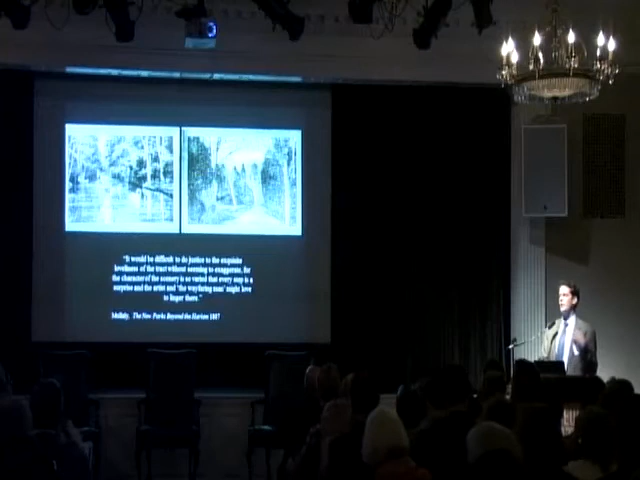 "It would be difficult to do justice to the exquisite
loveliness of the tract without seeming to exaggerate, for
the character of the scenery is so varied that every step is a
surprise and the artist and 'the wayfaring man' might love
to linger there."
The New Parks Beyond the Harlem 1887